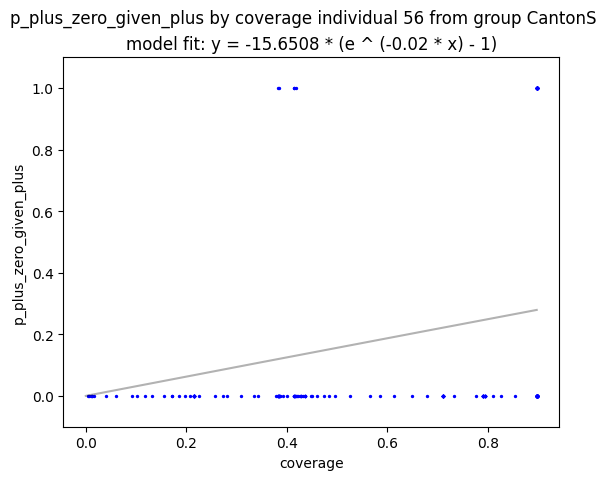 p_plus_zero_given_plus by coverage individual 56 from group CantonS
model fit: y = -15.6508 * (e ^ (-0.02 * x) - 1)
p_plus_zero_given_plus
1.0
0.8
0.6
0.4
0.2
0.0
0.0 0.2 0.4 0.6 0.8
coverage